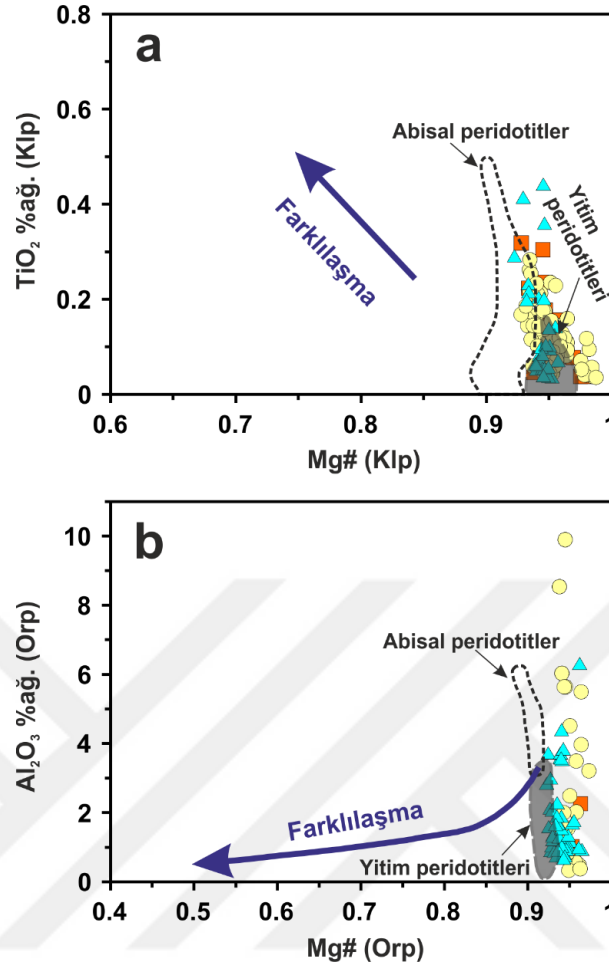 0.8
a
0.6
Abisal peridotitler
TiO₂ %ağ. (Klp)
0.4
Yitim
peridotitleri
Farklılaşma
0.2
0
0.6
0.7
0.8
0.9
1
Mg# (Klp)
b
10
8
Abisal peridotitler
Al₂O₃ %ağ. (Orp)
6
4
2
Farklılaşma
Yitim peridotitleri
0
0.4
0.5
0.6
0.7
0.8
0.9
1
Mg# (Orp)